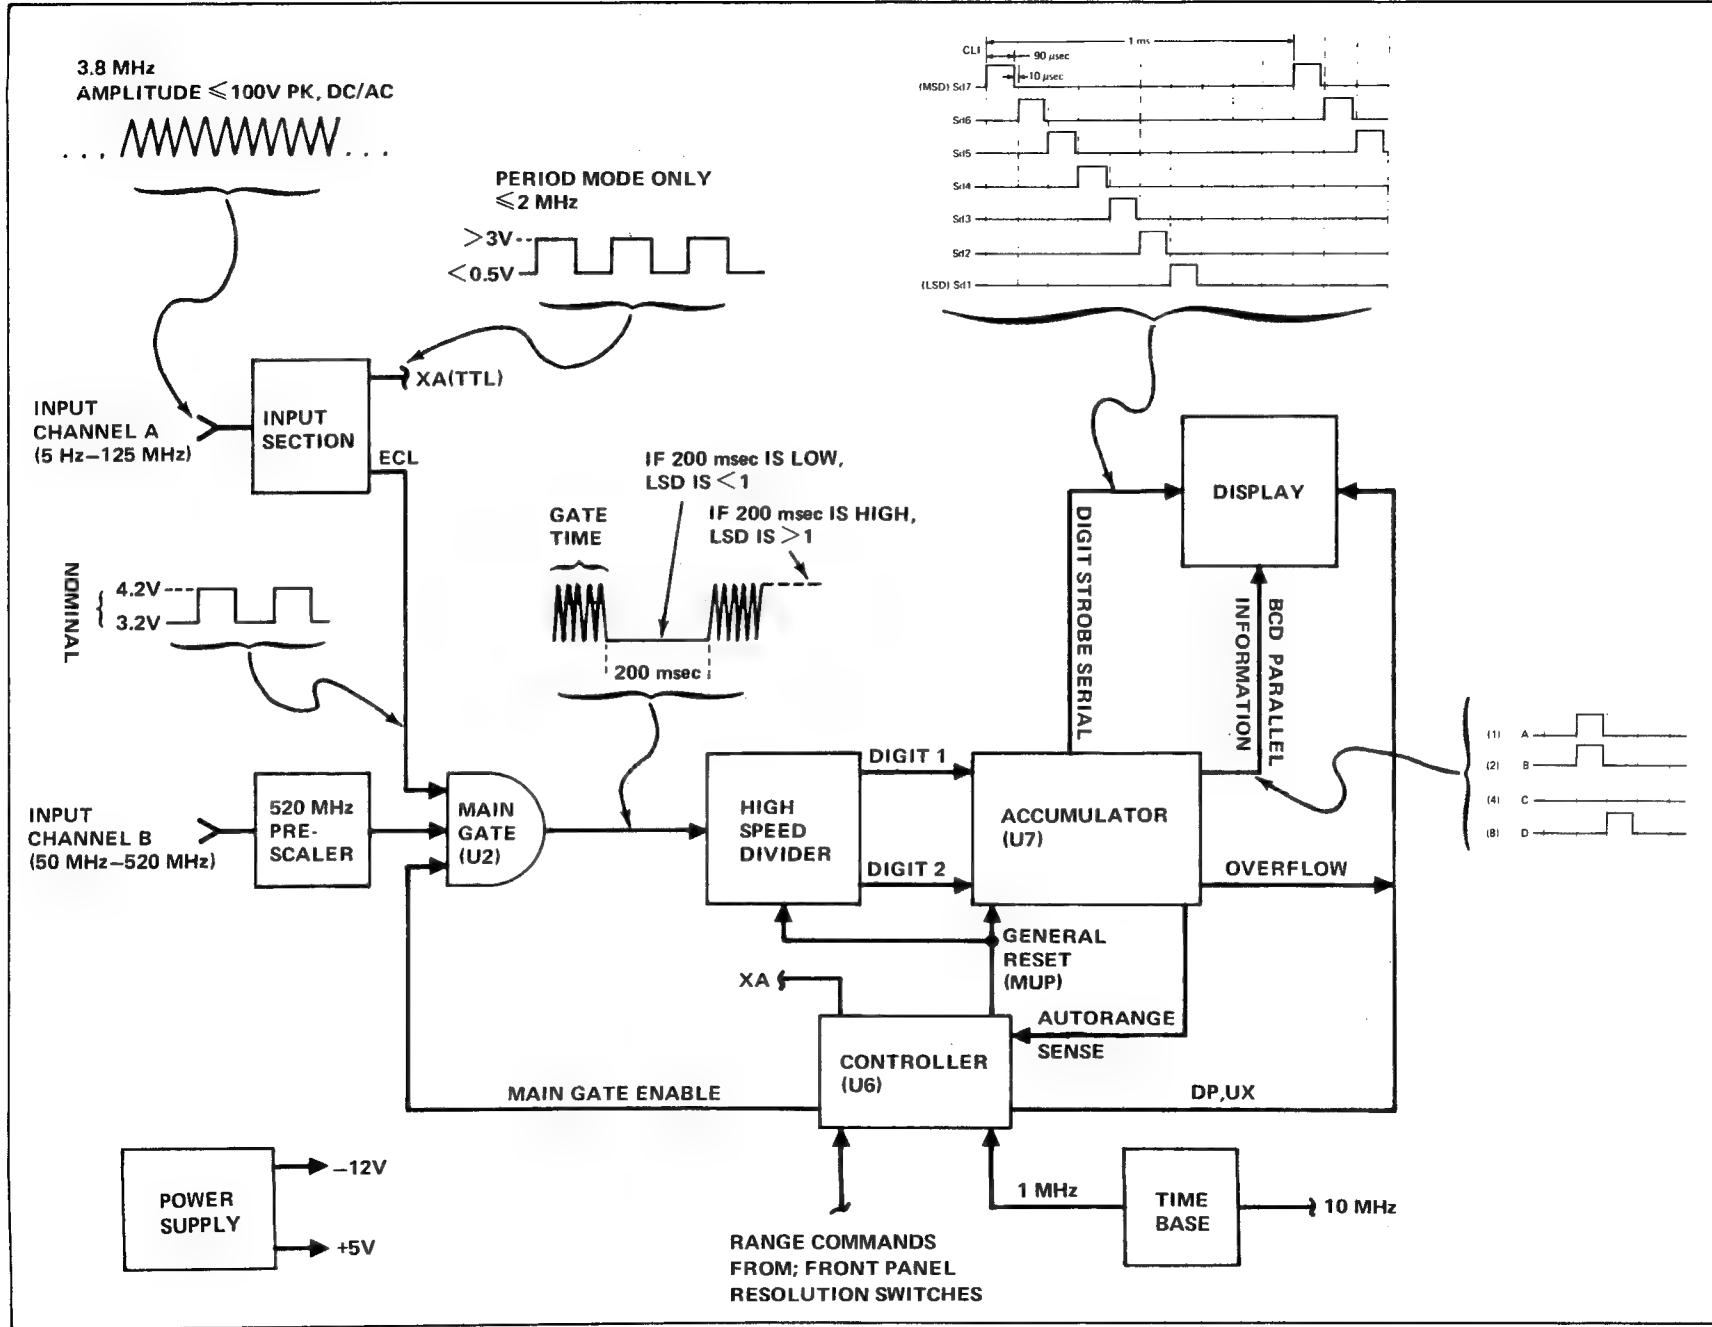 3.8 MHz
AMPLITUDE ≤100V PK, DC/AC
. . .
. . .
PERIOD MODE ONLY
≤2 MHz
>3V
<0.5V
CLI
1 ms
90 µsec
10 µsec
(MSD) Sd7
Sd6
Sd5
Sd4
Sd3
Sd2
(LSD) Sd1
XA(TTL)
INPUT
CHANNEL A
(5 Hz–125 MHz)
INPUT
SECTION
ECL
IF 200 msec IS LOW,
LSD IS <1
IF 200 msec IS HIGH,
LSD IS >1
GATE
TIME
200 msec
DISPLAY
DIGIT STROBE SERIAL
BCD PARALLEL
INFORMATION
NOMINAL
4.2V
3.2V
(1) A
(2) B
(4) C
(8) D
INPUT
CHANNEL B
(50 MHz–520 MHz)
520 MHz
PRE-
SCALER
MAIN
GATE
(U2)
HIGH
SPEED
DIVIDER
DIGIT 1
DIGIT 2
ACCUMULATOR
(U7)
OVERFLOW
GENERAL
RESET
(MUP)
XA
AUTORANGE
SENSE
CONTROLLER
(U6)
MAIN GATE ENABLE
DP,UX
POWER
SUPPLY
–12V
+5V
1 MHz
TIME
BASE
10 MHz
RANGE COMMANDS
FROM; FRONT PANEL
RESOLUTION SWITCHES